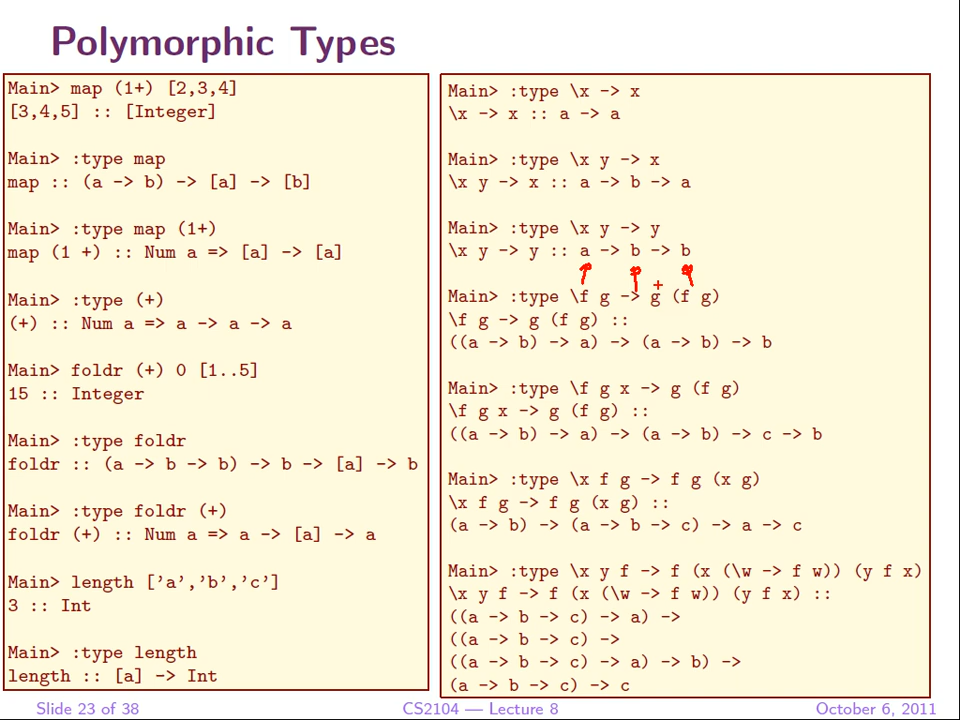 Polymorphic Types
Main> map (1+) [2,3,4]
[3,4,5] :: [Integer]
Main> :type map
map :: (a -> b) -> [a] -> [b]
Main> :type map (1+)
map (1 +) :: Num a => [a] -> [a]
Main> :type (+)
(+) :: Num a => a -> a -> a
Main> foldr (+) 0 [1..5]
15 :: Integer
Main> :type foldr
foldr :: (a -> b -> b) -> b -> [a] -> b
Main> :type foldr (+)
foldr (+) :: Num a => a -> [a] -> a
Main> length [’a’,’b’,’c’]
3 :: Int
Main> :type length
length :: [a] -> Int
Main> :type \x -> x
\x -> x :: a -> a
Main> :type \x y -> x
\x y -> x :: a -> b -> a
Main> :type \x y -> y
\x y -> y :: a -> b -> b
Main> :type \f g -> g (f g)
\f g -> g (f g) ::
((a -> b) -> a) -> (a -> b) -> b
Main> :type \f g x -> g (f g)
\f g x -> g (f g) ::
((a -> b) -> a) -> (a -> b) -> c -> b
Main> :type \x f g -> f g (x g)
\x f g -> f g (x g) ::
(a -> b) -> (a -> b -> c) -> a -> c
Main> :type \x y f -> f (x (\w -> f w)) (y f x)
\x y f -> f (x (\w -> f w)) (y f x) ::
((a -> b -> c) -> a) ->
((a -> b -> c) ->
((a -> b -> c) -> a) -> b) ->
(a -> b -> c) -> c
Slide 23 of 38
CS2104 — Lecture 8
October 6, 2011